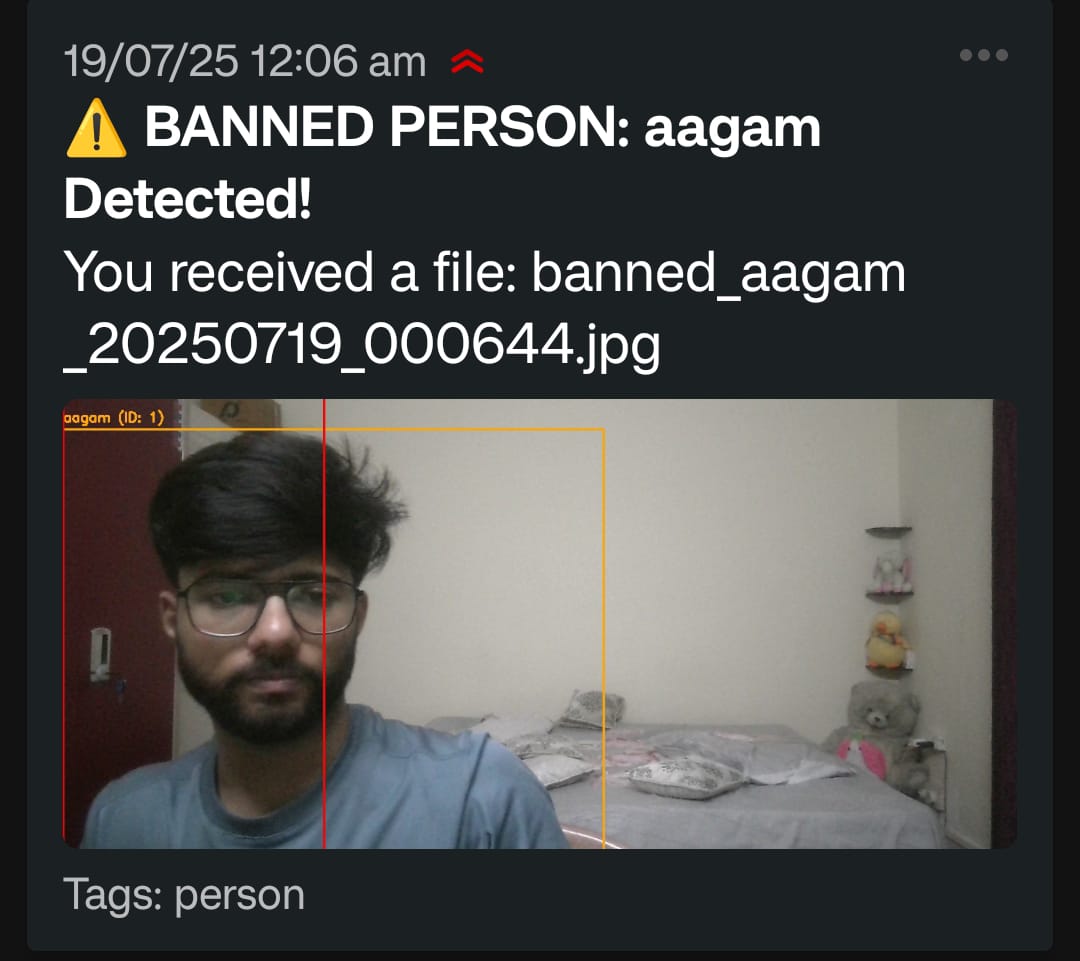 19/07/25 12:06 am
⚠️ BANNED PERSON: aagam
Detected!
You received a file: banned_aagam
_20250719_000644.jpg
aagam (ID: 1)
Tags: person